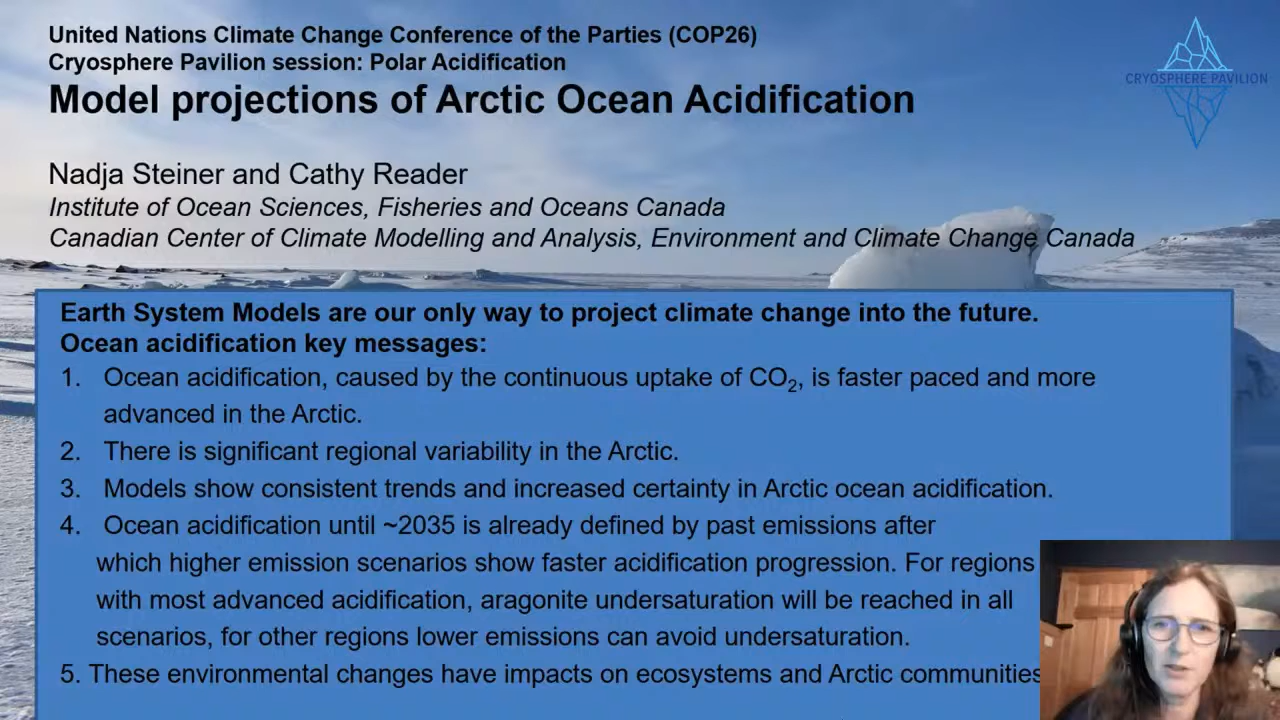 United Nations Climate Change Conference of the Parties (COP26)
Cryosphere Pavilion session: Polar Acidification
Model projections of Arctic Ocean Acidification
CRYOSPHERE PAVILION
Nadja Steiner and Cathy Reader
Institute of Ocean Sciences, Fisheries and Oceans Canada
Canadian Center of Climate Modelling and Analysis, Environment and Climate Change Canada
Earth System Models are our only way to project climate change into the future.
Ocean acidification key messages:
1. Ocean acidification, caused by the continuous uptake of CO₂, is faster paced and more
advanced in the Arctic.
2. There is significant regional variability in the Arctic.
3. Models show consistent trends and increased certainty in Arctic ocean acidification.
4. Ocean acidification until ~2035 is already defined by past emissions after
which higher emission scenarios show faster acidification progression. For regions
with most advanced acidification, aragonite undersaturation will be reached in all
scenarios, for other regions lower emissions can avoid undersaturation.
5. These environmental changes have impacts on ecosystems and Arctic communities